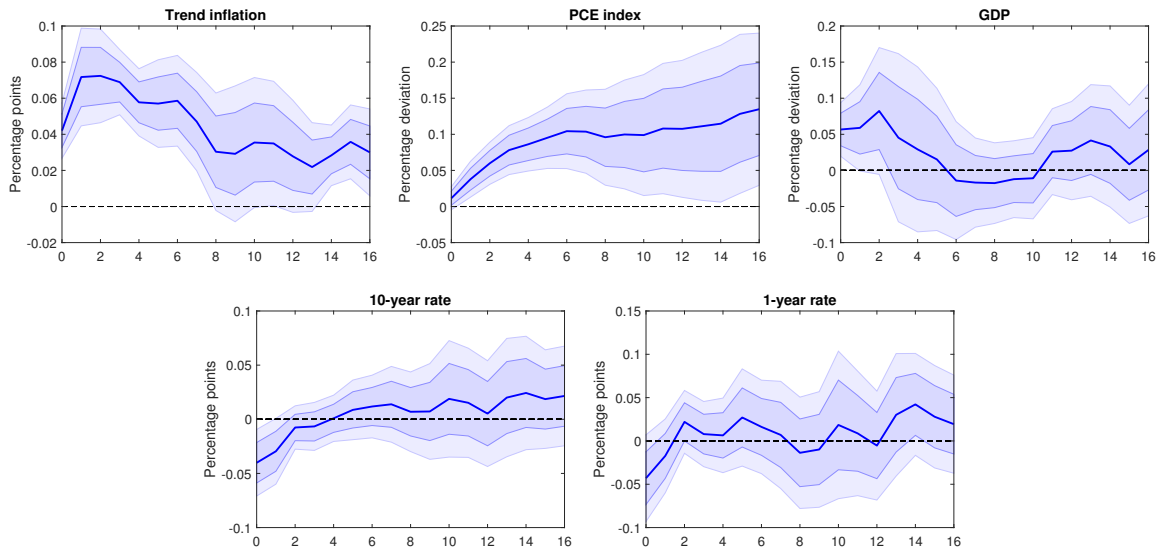 Trend inflation
Percentage points
0.1
0.08
0.06
0.04
0.02
0
-0.02
0 2 4 6 8 10 12 14 16
PCE index
Percentage deviation
0.25
0.2
0.15
0.1
0.05
0
-0.05
0 2 4 6 8 10 12 14 16
GDP
Percentage deviation
0.2
0.15
0.1
0.05
0
-0.05
-0.1
0 2 4 6 8 10 12 14 16
10-year rate
Percentage points
0.1
0.05
0
-0.05
-0.1
0 2 4 6 8 10 12 14 16
1-year rate
Percentage points
0.15
0.1
0.05
0
-0.05
-0.1
0 2 4 6 8 10 12 14 16